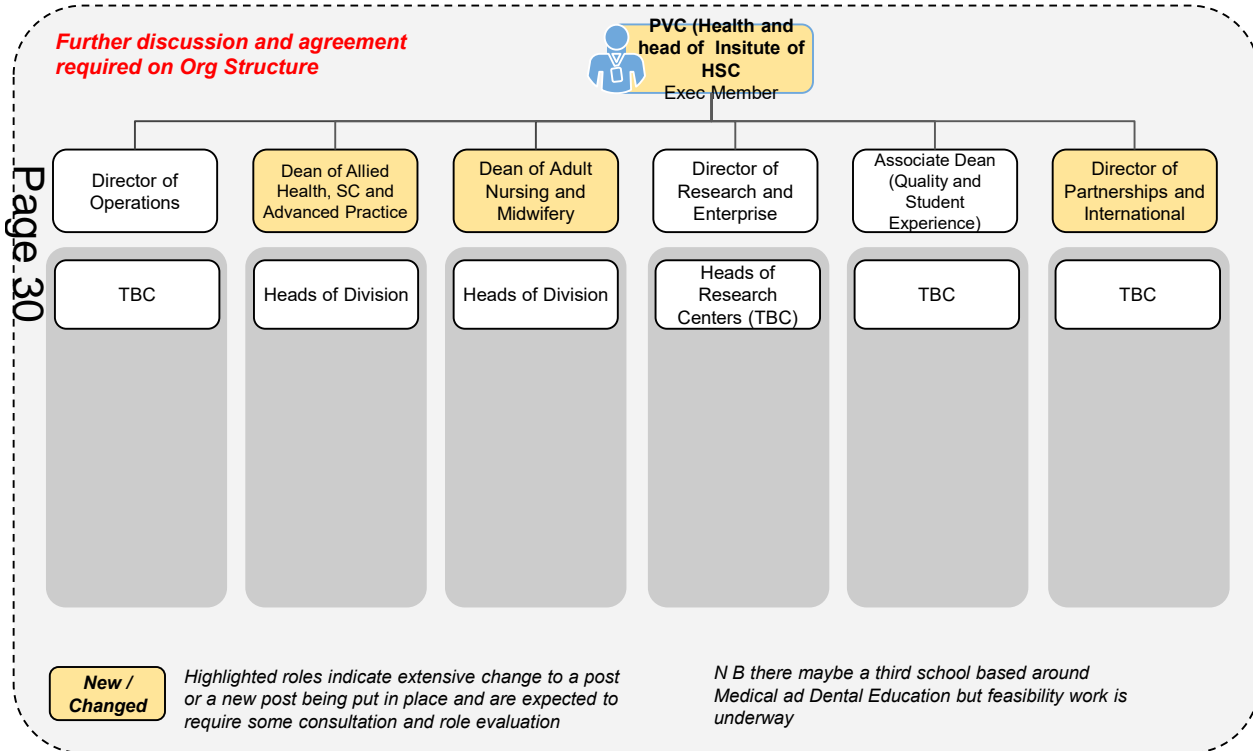 Further discussion and agreement
required on Org Structure
PVC (Health and
head of Insitute of
HSC
Exec Member
Page 30
Director of
Operations
Dean of Allied
Health, SC and
Advanced Practice
Dean of Adult
Nursing and
Midwifery
Director of
Research and
Enterprise
Associate Dean
(Quality and
Student
Experience)
Director of
Partnerships and
International
TBC
Heads of Division
Heads of Division
Heads of
Research
Centers (TBC)
TBC
TBC
New /
Changed
Highlighted roles indicate extensive change to a post
or a new post being put in place and are expected to
require some consultation and role evaluation
N B there maybe a third school based around
Medical ad Dental Education but feasibility work is
underway